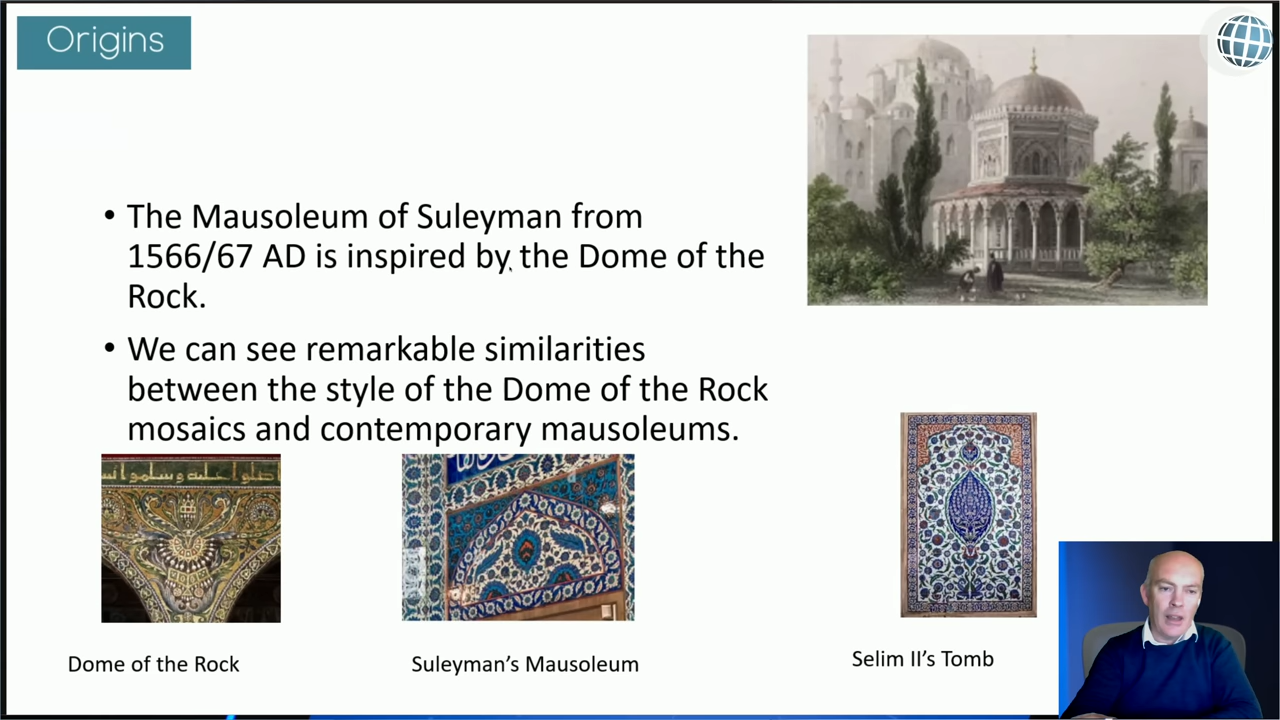 Origins
• The Mausoleum of Suleyman from
1566/67 AD is inspired by the Dome of the
Rock.
• We can see remarkable similarities
between the style of the Dome of the Rock
mosaics and contemporary mausoleums.
Dome of the Rock
Suleyman's Mausoleum
Selim II's Tomb